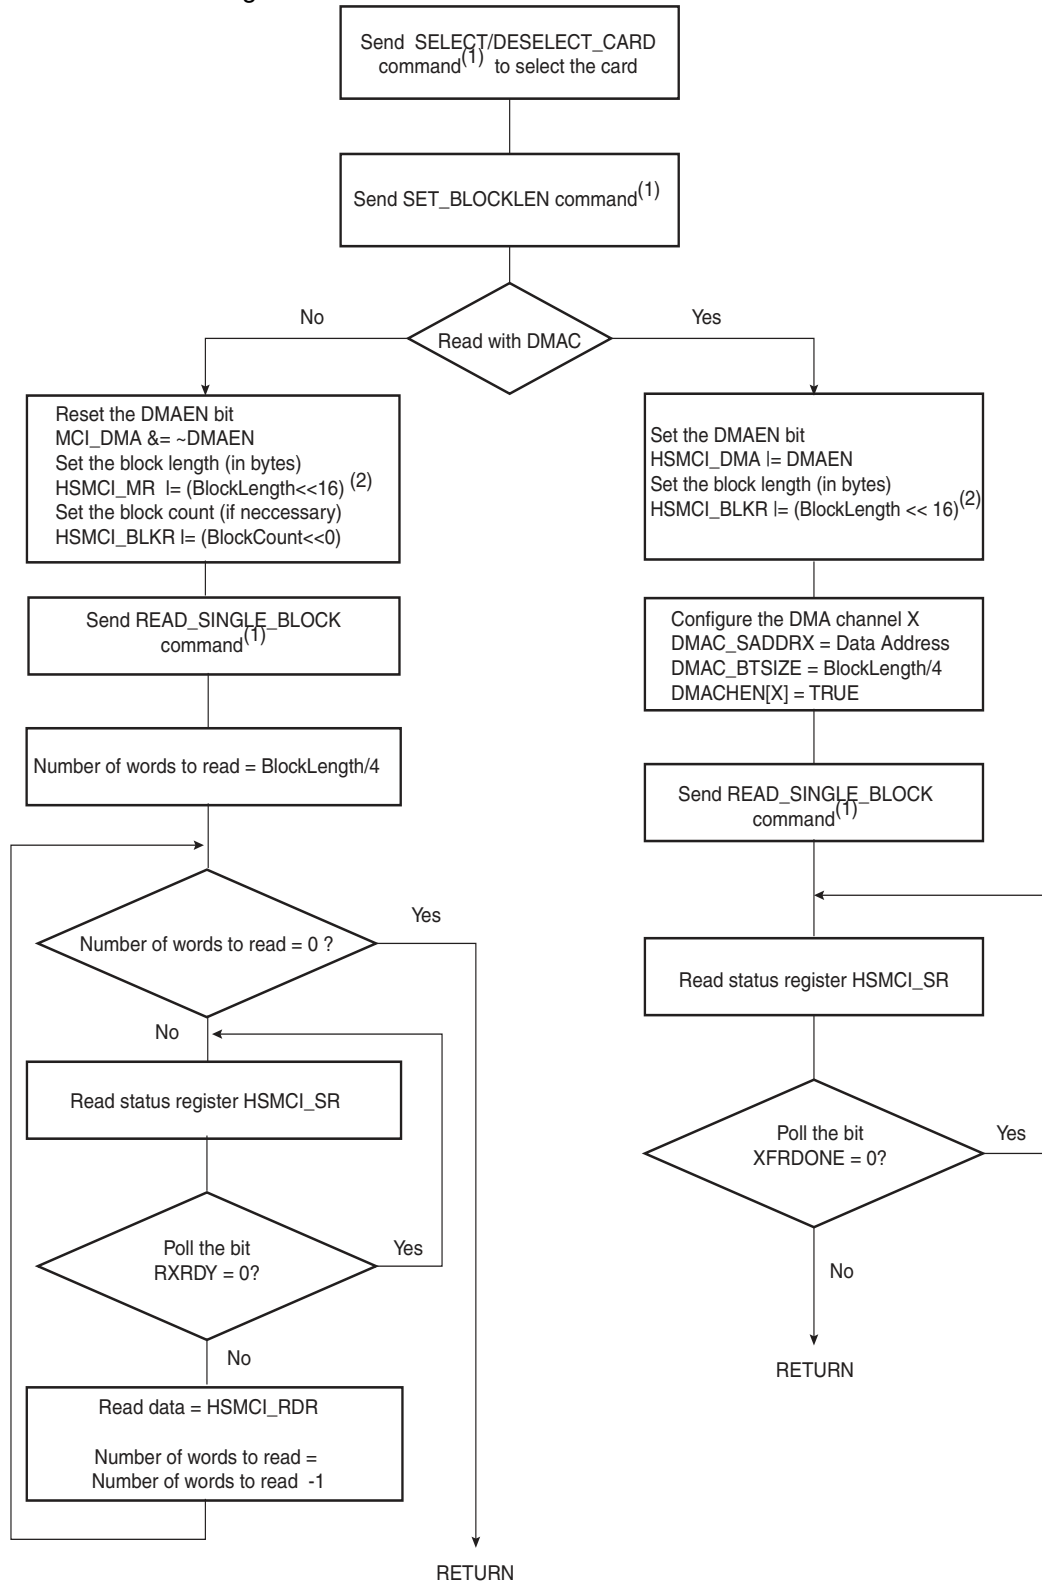 Send SELECT/DESELECT_CARD
command(1) to select the card
Send SET_BLOCKLEN command(1)
No
Yes
Read with DMAC
Reset the DMAEN bit
MCI_DMA &= ~DMAEN
Set the block length (in bytes)
HSMCI_MR |= (BlockLength<<16) (2)
Set the block count (if neccessary)
HSMCI_BLKR |= (BlockCount<<0)
Send READ_SINGLE_BLOCK
command(1)
Number of words to read = BlockLength/4
Number of words to read = 0 ?
Yes
No
Read status register HSMCI_SR
Poll the bit
RXRDY = 0?
Yes
No
Read data = HSMCI_RDR
Number of words to read =
Number of words to read -1
RETURN
Set the DMAEN bit
HSMCI_DMA |= DMAEN
Set the block length (in bytes)
HSMCI_BLKR |= (BlockLength << 16)(2)
Configure the DMA channel X
DMAC_SADDRX = Data Address
DMAC_BTSIZE = BlockLength/4
DMACHEN[X] = TRUE
Send READ_SINGLE_BLOCK
command(1)
Read status register HSMCI_SR
Poll the bit
XFRDONE = 0?
Yes
No
RETURN